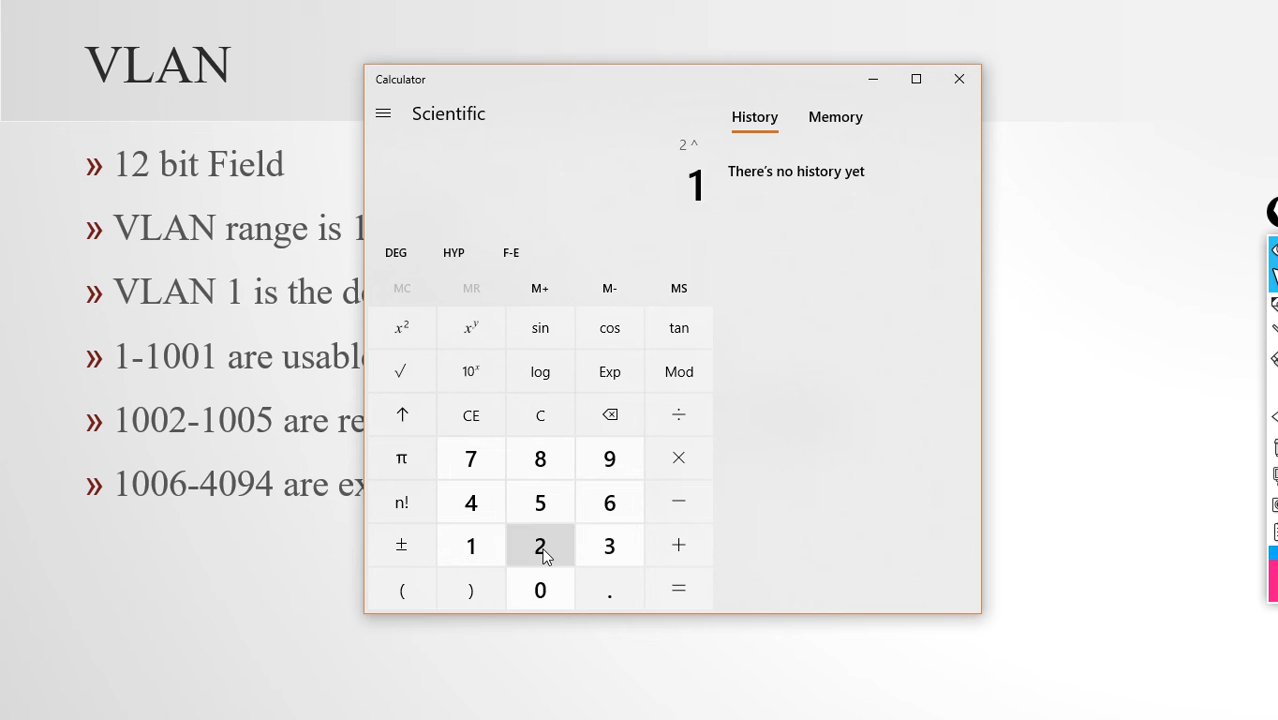 VLAN
» 12 bit Field
» VLAN range is 1
» VLAN 1 is the de
» 1-1001 are usabl
» 1002-1005 are re
» 1006-4094 are ex
Calculator
Scientific
History Memory
2 ^
1
There's no history yet
DEG HYP F-E
MC MR M+ M- MS
x² xʸ sin cos tan
√ 10ˣ log Exp Mod
↑ CE C ⌫ ÷
π 7 8 9 ×
n! 4 5 6 −
± 1 2 3 +
( ) 0 . =